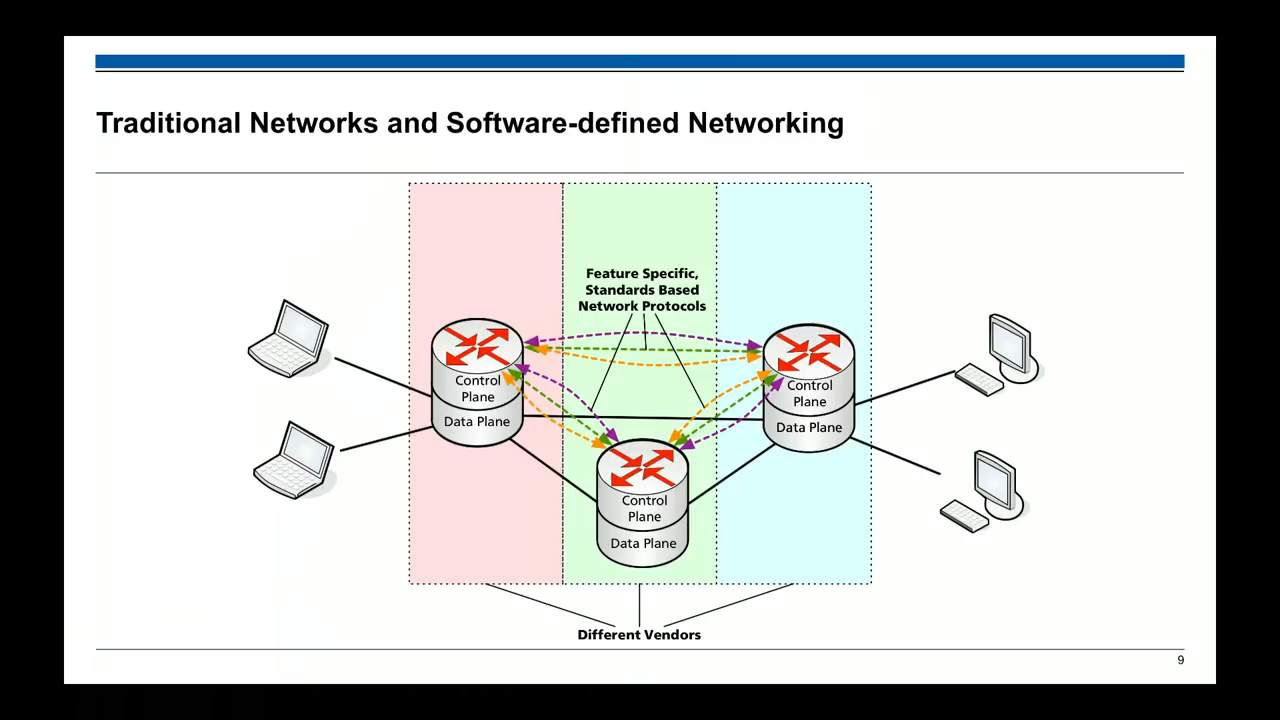 Traditional Networks and Software-defined Networking
Feature Specific,
Standards Based
Network Protocols
Control
Plane
Data Plane
Control
Plane
Data Plane
Control
Plane
Data Plane
Different Vendors
9